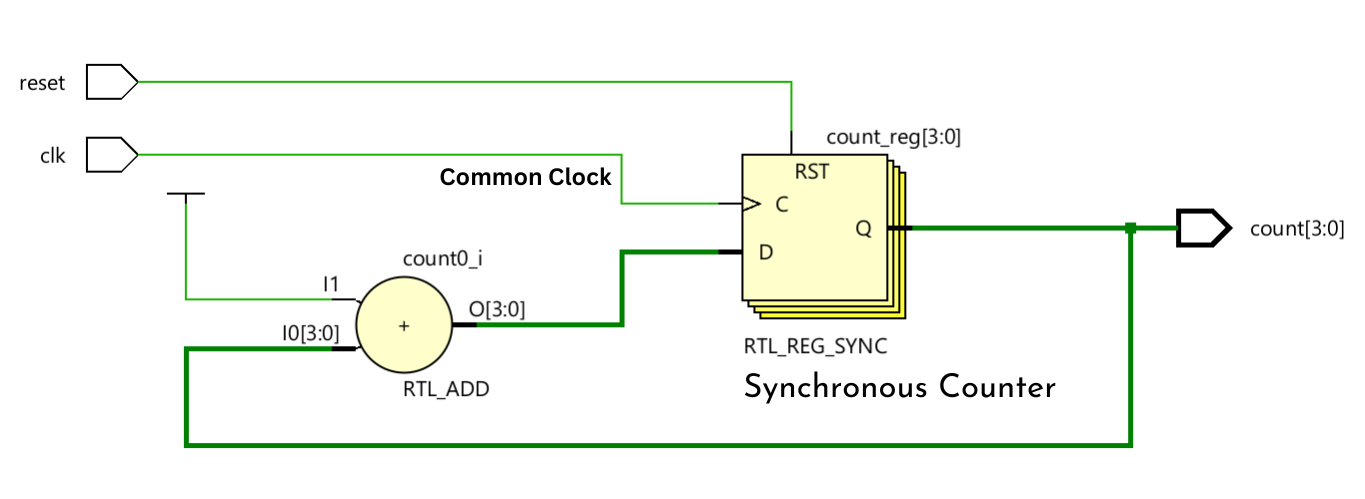 reset
count_reg[3:0]
clk
RST
Common Clock
C
Q
count[3:0]
D
count0_i
I1
O[3:0]
I0[3:0]
+
RTL_REG_SYNC
RTL_ADD
Synchronous Counter